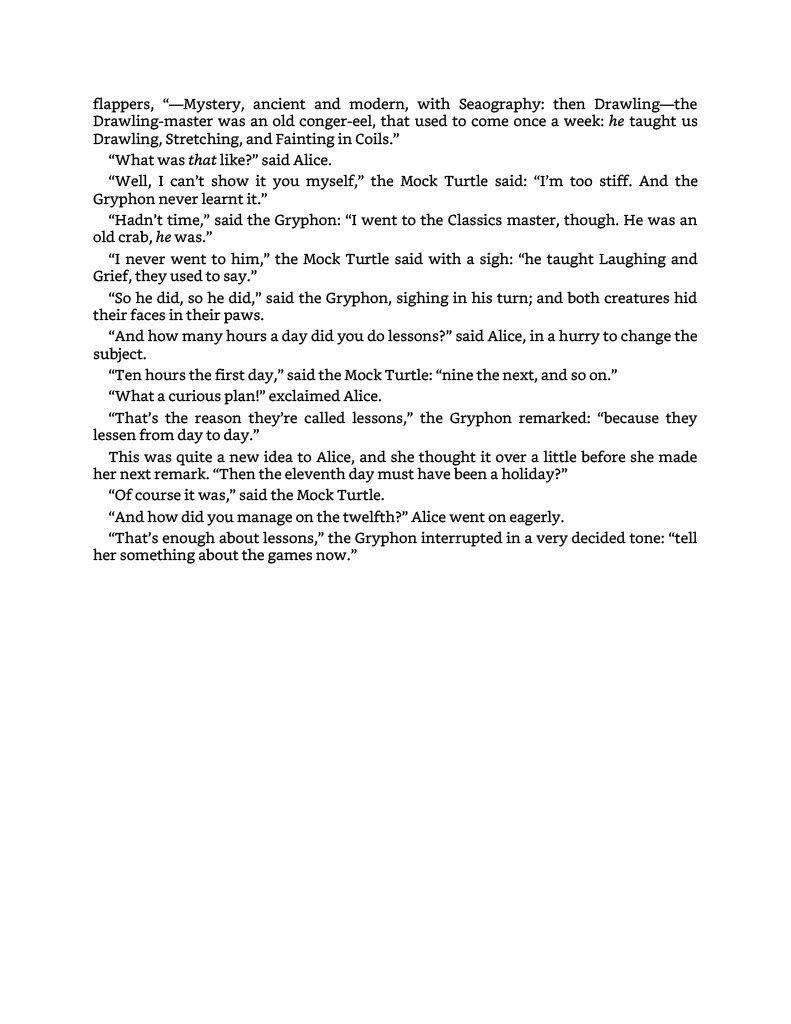 flappers, “—Mystery, ancient and modern, with Seaography: then Drawling—the
Drawling-master was an old conger-eel, that used to come once a week: he taught us
Drawling, Stretching, and Fainting in Coils.”
“What was that like?” said Alice.
“Well, I can’t show it you myself,” the Mock Turtle said: “I’m too stiff. And the
Gryphon never learnt it.”
“Hadn’t time,” said the Gryphon: “I went to the Classics master, though. He was an
old crab, he was.”
“I never went to him,” the Mock Turtle said with a sigh: “he taught Laughing and
Grief, they used to say.”
“So he did, so he did,” said the Gryphon, sighing in his turn; and both creatures hid
their faces in their paws.
“And how many hours a day did you do lessons?” said Alice, in a hurry to change the
subject.
“Ten hours the first day,” said the Mock Turtle: “nine the next, and so on.”
“What a curious plan!” exclaimed Alice.
“That’s the reason they’re called lessons,” the Gryphon remarked: “because they
lessen from day to day.”
This was quite a new idea to Alice, and she thought it over a little before she made
her next remark. “Then the eleventh day must have been a holiday?”
“Of course it was,” said the Mock Turtle.
“And how did you manage on the twelfth?” Alice went on eagerly.
“That’s enough about lessons,” the Gryphon interrupted in a very decided tone: “tell
her something about the games now.”